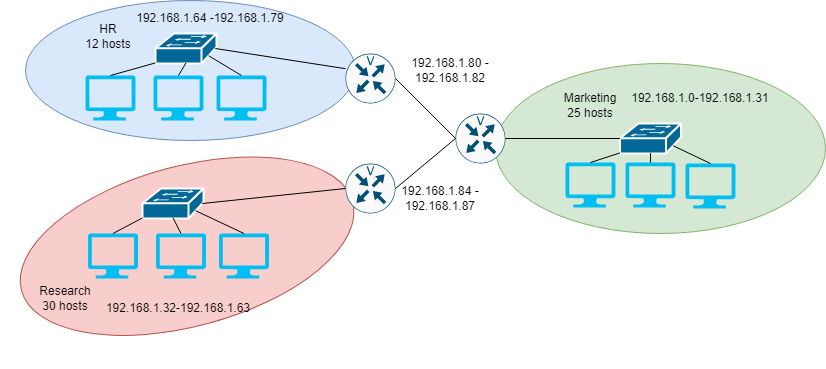 192.168.1.64 -192.168.1.79
HR
12 hosts
V
192.168.1.80 -
192.168.1.82
Marketing
25 hosts
192.168.1.0-192.168.1.31
V
V
192.168.1.84 -
192.168.1.87
Research
30 hosts
192.168.1.32-192.168.1.63